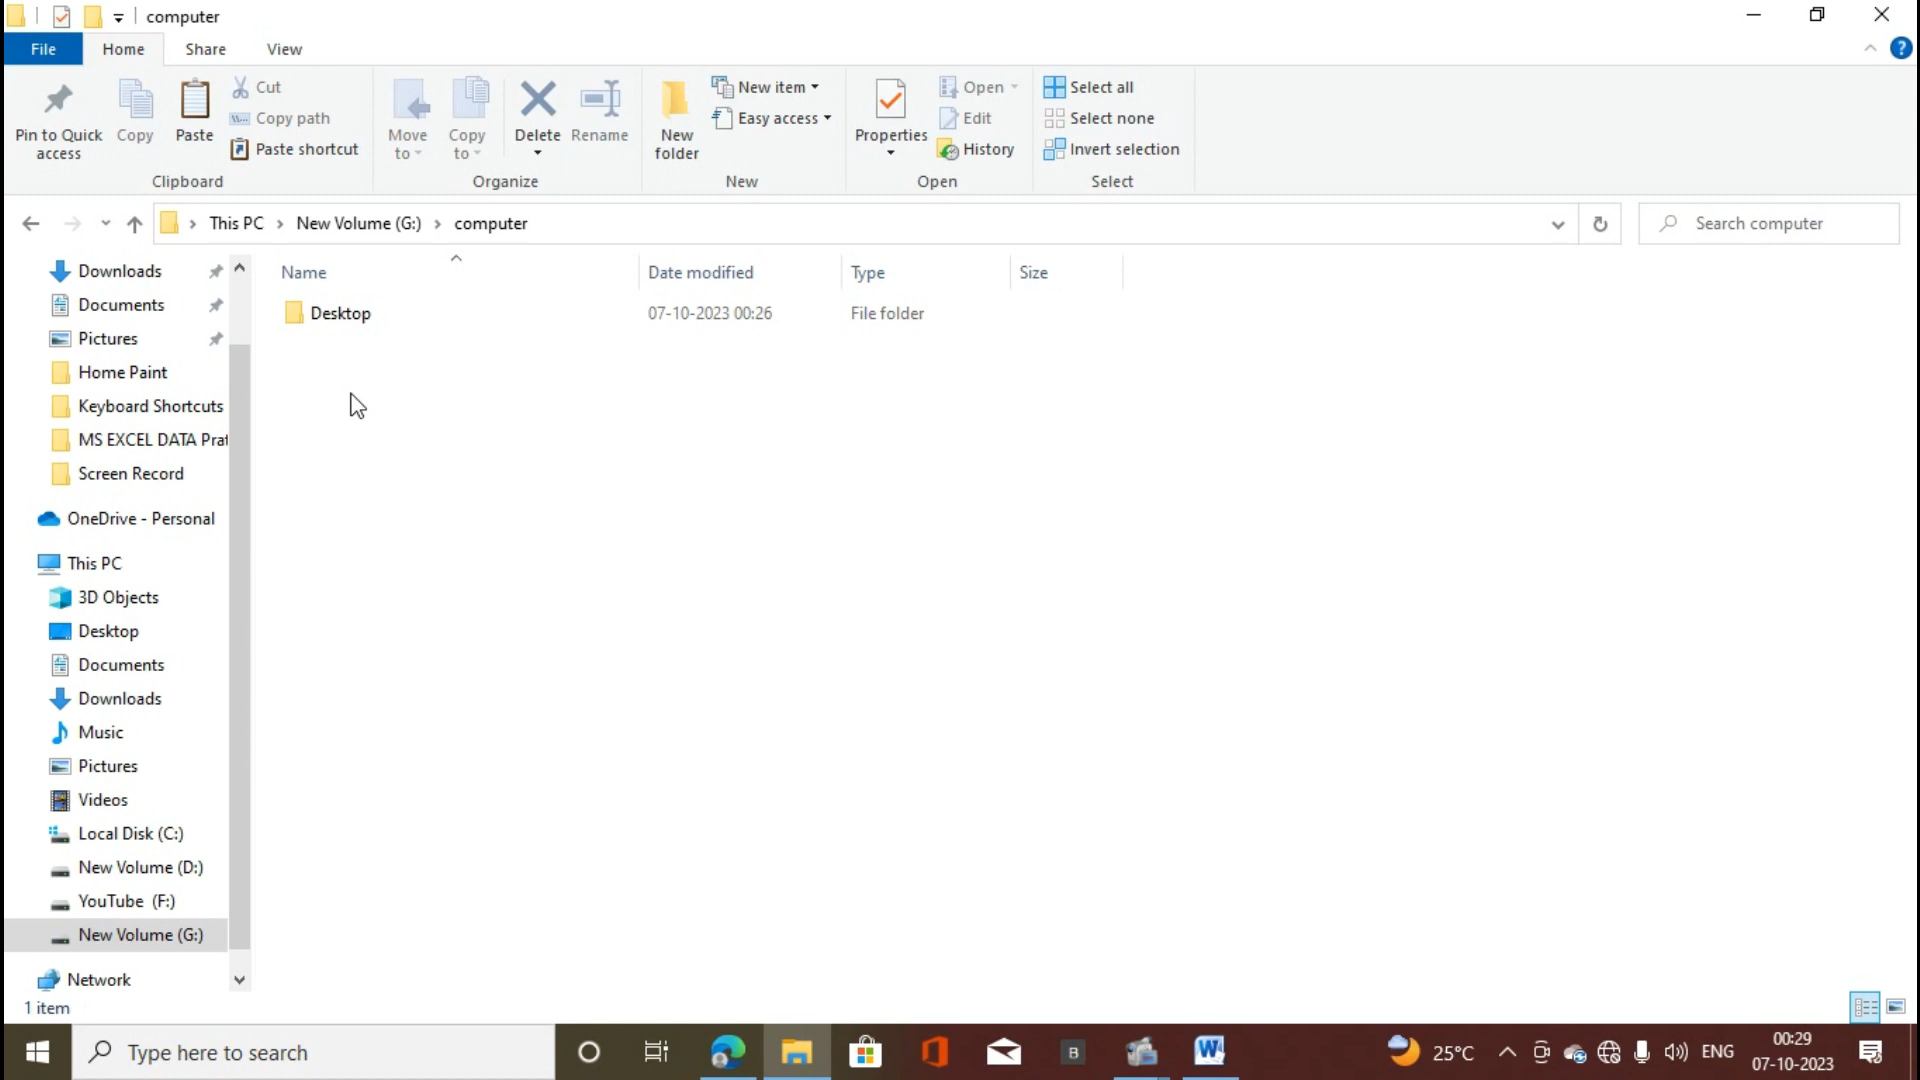 computer
File Home Share View
Pin to Quick access
Copy
Paste
Cut
Copy path
Paste shortcut
Clipboard
Move to
Copy to
Delete
Rename
Organize
New folder
New item
Easy access
New
Properties
Open
Edit
History
Open
Select all
Select none
Invert selection
Select
This PC > New Volume (G:) > computer
Search computer
Name Date modified Type Size
Desktop 07-10-2023 00:26 File folder
Downloads
Documents
Pictures
Home Paint
Keyboard Shortcuts
MS EXCEL DATA Prat
Screen Record
OneDrive - Personal
This PC
3D Objects
Desktop
Documents
Downloads
Music
Pictures
Videos
Local Disk (C:)
New Volume (D:)
YouTube (F:)
New Volume (G:)
Network
1 item
Type here to search
B
W
25°C
ENG
00:29
07-10-2023